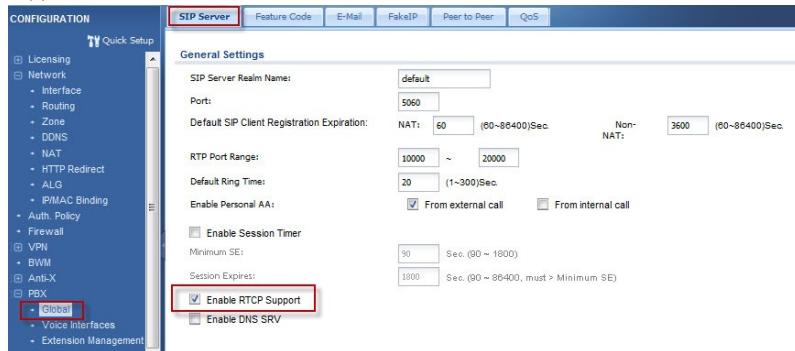 CONFIGURATION
Quick Setup
Licensing
Network
Interface
Routing
Zone
DDNS
NAT
HTTP Redirect
ALG
IP/MAC Binding
Auth. Policy
Firewall
VPN
BWM
Anti-X
PBX
Global
Voice Interfaces
Extension Management
SIP Server Feature Code E-Mail FakeIP Peer to Peer QoS
General Settings
SIP Server Realm Name: default
Port: 5060
Default SIP Client Registration Expiration: NAT: 60 (60~86400)Sec. Non-NAT: 3600 (60~86400)Sec.
RTP Port Range: 10000 ~ 20000
Default Ring Time: 20 (1~300)Sec.
Enable Personal AA: From external call From internal call
Enable Session Timer
Minimum SE: 90 Sec. (90 ~ 1800)
Session Expires: 1800 Sec. (90 ~ 86400, must > Minimum SE)
Enable RTCP Support
Enable DNS SRV